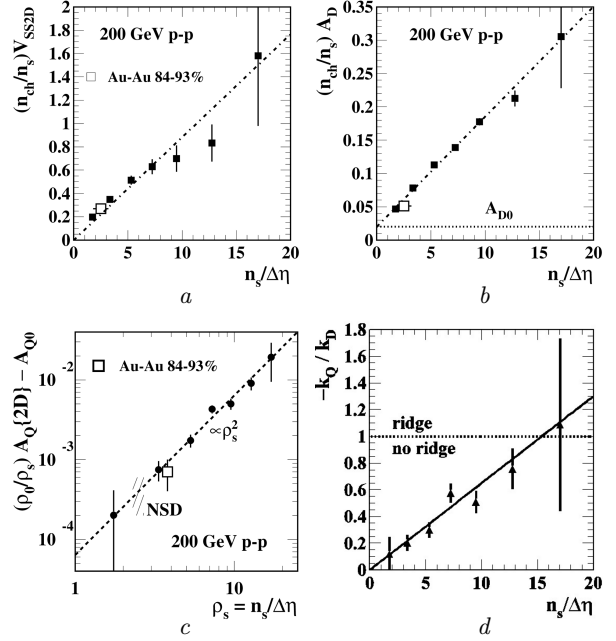 (n_ch/n_s)V_SS2D
2
1.8
1.6
1.4
1.2
1
0.8
0.6
0.4
0.2
0
200 GeV p-p
Au-Au 84-93%
0 5 10 15 20
n_s/Δη
a
(n_ch/n_s) A_D
0.35
0.3
0.25
0.2
0.15
0.1
0.05
0
200 GeV p-p
A_D0
0 5 10 15 20
n_s/Δη
b
(ρ_0/ρ_s) A_Q{2D} − A_Q0
10^-2
10^-3
10^-4
Au-Au 84-93%
∝ρ_s^2
NSD
200 GeV p-p
1 10
ρ_s = n_s/Δη
c
−k_Q / k_D
1.8
1.6
1.4
1.2
1
0.8
0.6
0.4
0.2
0
ridge
no ridge
0 5 10 15 20
n_s/Δη
d